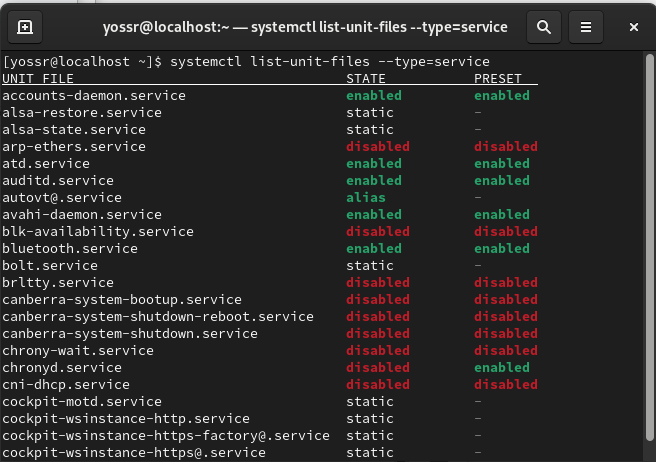 yossr@localhost:~ — systemctl list-unit-files --type=service
[yossr@localhost ~]$ systemctl list-unit-files --type=service
UNIT FILE STATE PRESET
accounts-daemon.service enabled enabled
alsa-restore.service static -
alsa-state.service static -
arp-ethers.service disabled disabled
atd.service enabled enabled
auditd.service enabled enabled
autovt@.service alias -
avahi-daemon.service enabled enabled
blk-availability.service disabled disabled
bluetooth.service enabled enabled
bolt.service static -
brltty.service disabled disabled
canberra-system-bootup.service disabled disabled
canberra-system-shutdown-reboot.service disabled disabled
canberra-system-shutdown.service disabled disabled
chrony-wait.service disabled disabled
chronyd.service disabled enabled
cni-dhcp.service disabled disabled
cockpit-motd.service static -
cockpit-wsinstance-http.service static -
cockpit-wsinstance-https-factory@.service static -
cockpit-wsinstance-https@.service static -